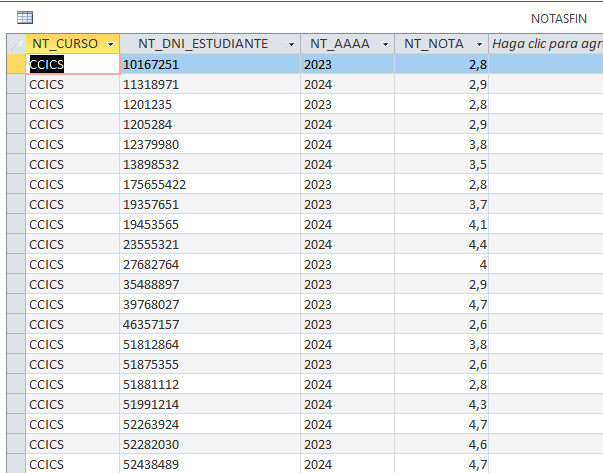 NOTASFIN
NT_CURSO NT_DNI_ESTUDIANTE NT_AAAA NT_NOTA Haga clic para agre
CCICS 10167251 2023 2,8
CCICS 11318971 2024 2,9
CCICS 1201235 2023 2,8
CCICS 1205284 2024 2,9
CCICS 12379980 2024 3,8
CCICS 13898532 2024 3,5
CCICS 175655422 2023 2,8
CCICS 19357651 2023 3,7
CCICS 19453565 2024 4,1
CCICS 23555321 2024 4,4
CCICS 27682764 2023 4
CCICS 35488897 2023 2,9
CCICS 39768027 2023 4,7
CCICS 46357157 2023 2,6
CCICS 51812864 2024 3,8
CCICS 51875355 2023 2,6
CCICS 51881112 2024 2,8
CCICS 51991214 2024 4,3
CCICS 52263924 2024 4,7
CCICS 52282030 2023 4,6
CCICS 52438489 2024 4,7